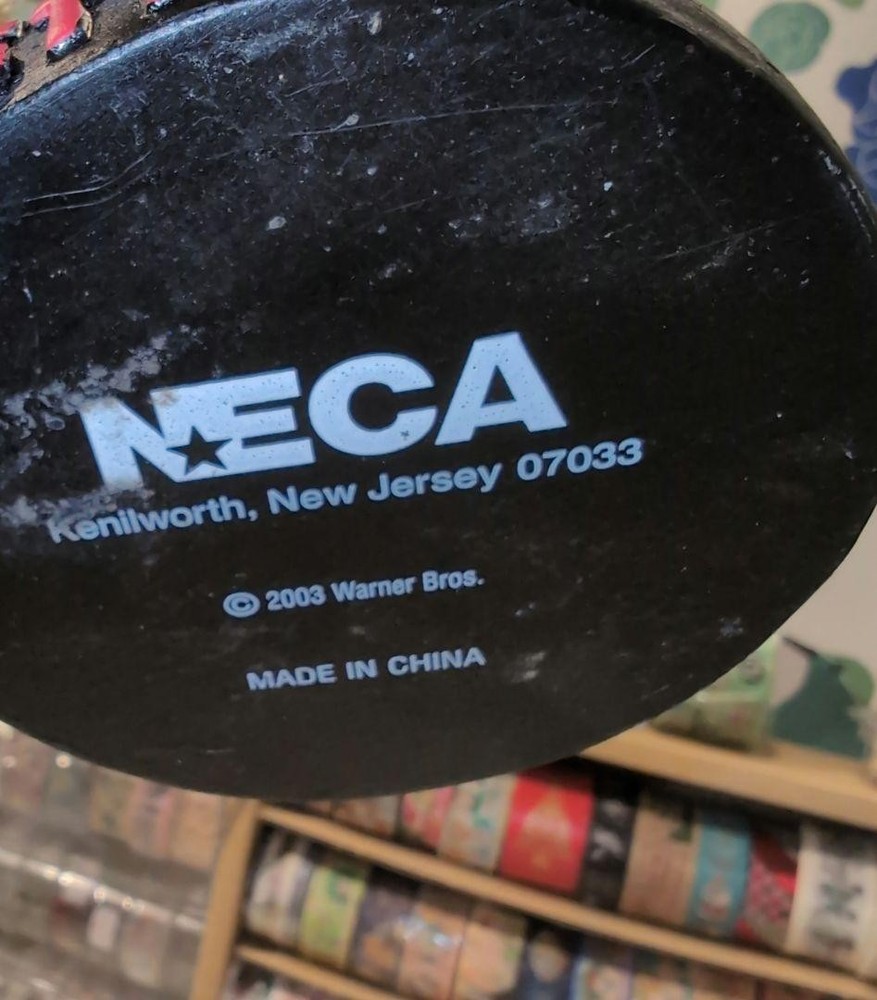 NECA
Kenilworth, New Jersey 07033
© 2003 Warner Bros.
MADE IN CHINA